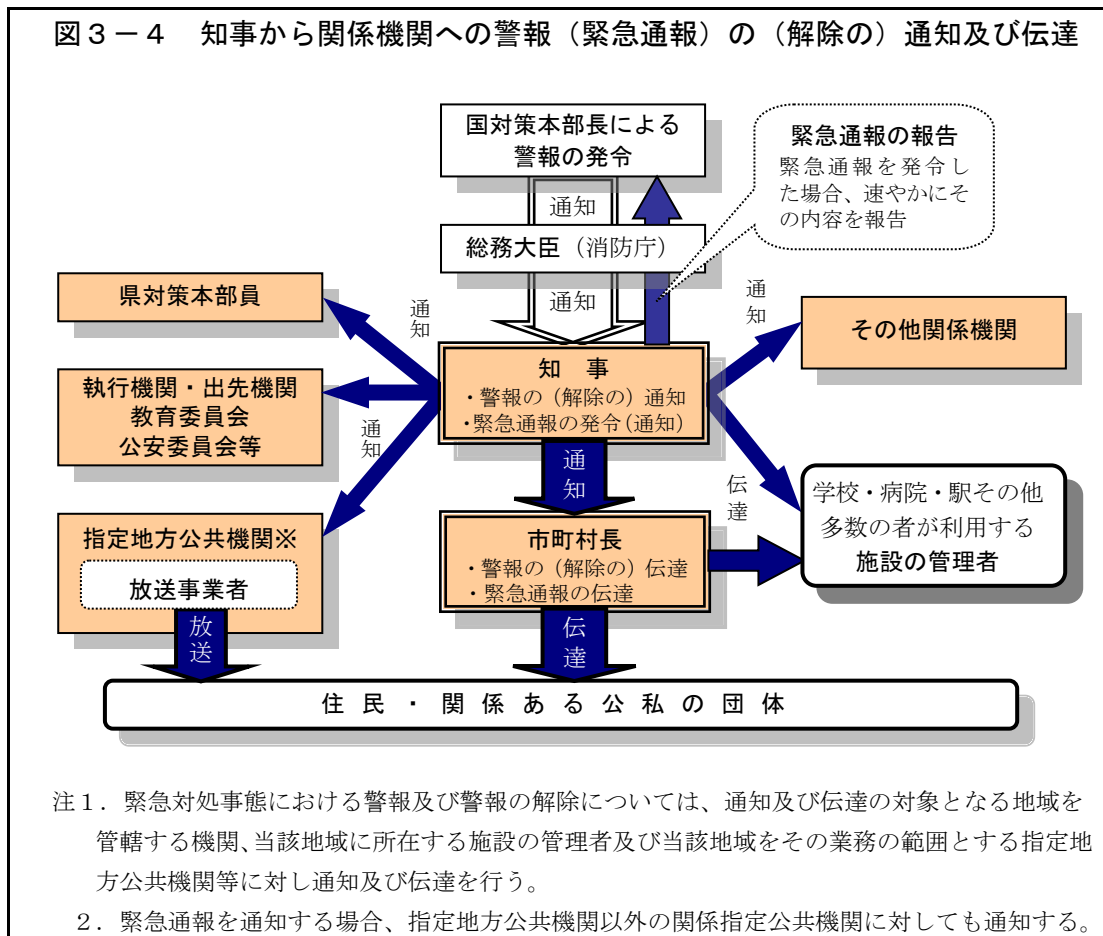 図3-4 知事から関係機関への警報(緊急通報)の(解除の)通知及び伝達
国対策本部長による
警報の発令
緊急通報の報告
緊急通報を発令し
た場合、速やかにそ
の内容を報告
通知
総務大臣(消防庁)
通知
県対策本部員
通知
通知
その他関係機関
知 事
・警報の(解除の)通知
・緊急通報の発令(通知)
執行機関・出先機関
教育委員会
公安委員会等
通知
通知
伝達
学校・病院・駅その他
多数の者が利用する
施設の管理者
指定地方公共機関※
放送事業者
市町村長
・警報の(解除の)伝達
・緊急通報の伝達
放送
伝達
住民・関係ある公私の団体
注1.緊急対処事態における警報及び警報の解除については、通知及び伝達の対象となる地域を
管轄する機関、当該地域に所在する施設の管理者及び当該地域をその業務の範囲とする指定地
方公共機関等に対し通知及び伝達を行う。
2.緊急通報を通知する場合、指定地方公共機関以外の関係指定公共機関に対しても通知する。